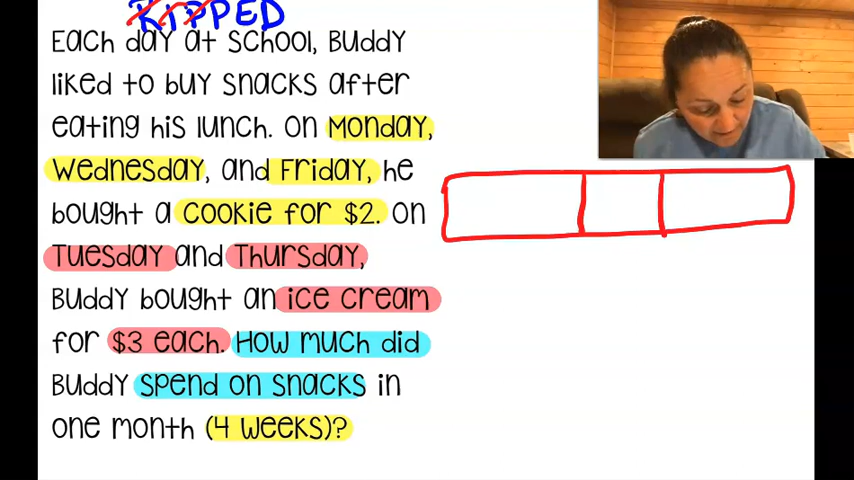 RIPPED
Each day at school, Buddy
liked to buy snacks after
eating his lunch. On Monday,
Wednesday, and Friday, he
bought a cookie for $2. On
Tuesday and Thursday,
Buddy bought an ice cream
for $3 each. How much did
Buddy spend on snacks in
one month (4 weeks)?